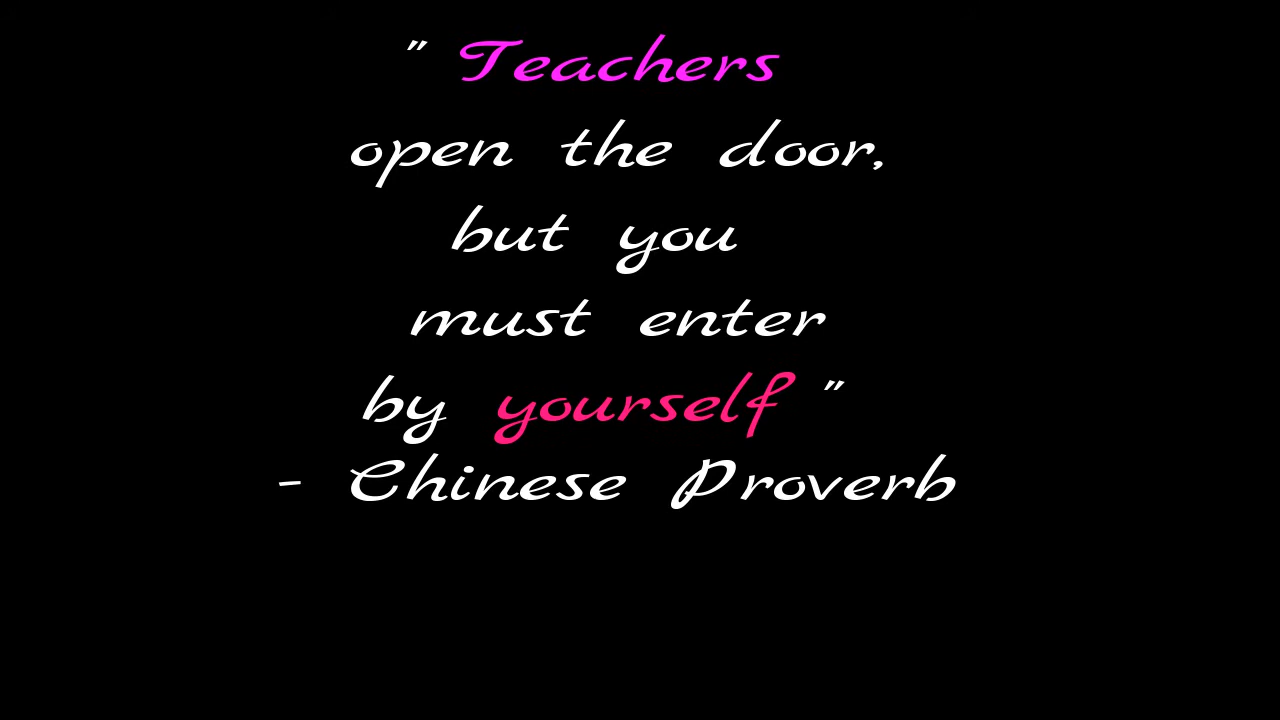 " Teachers
open the door,
but you
must enter
by yourself "
- Chinese Proverb